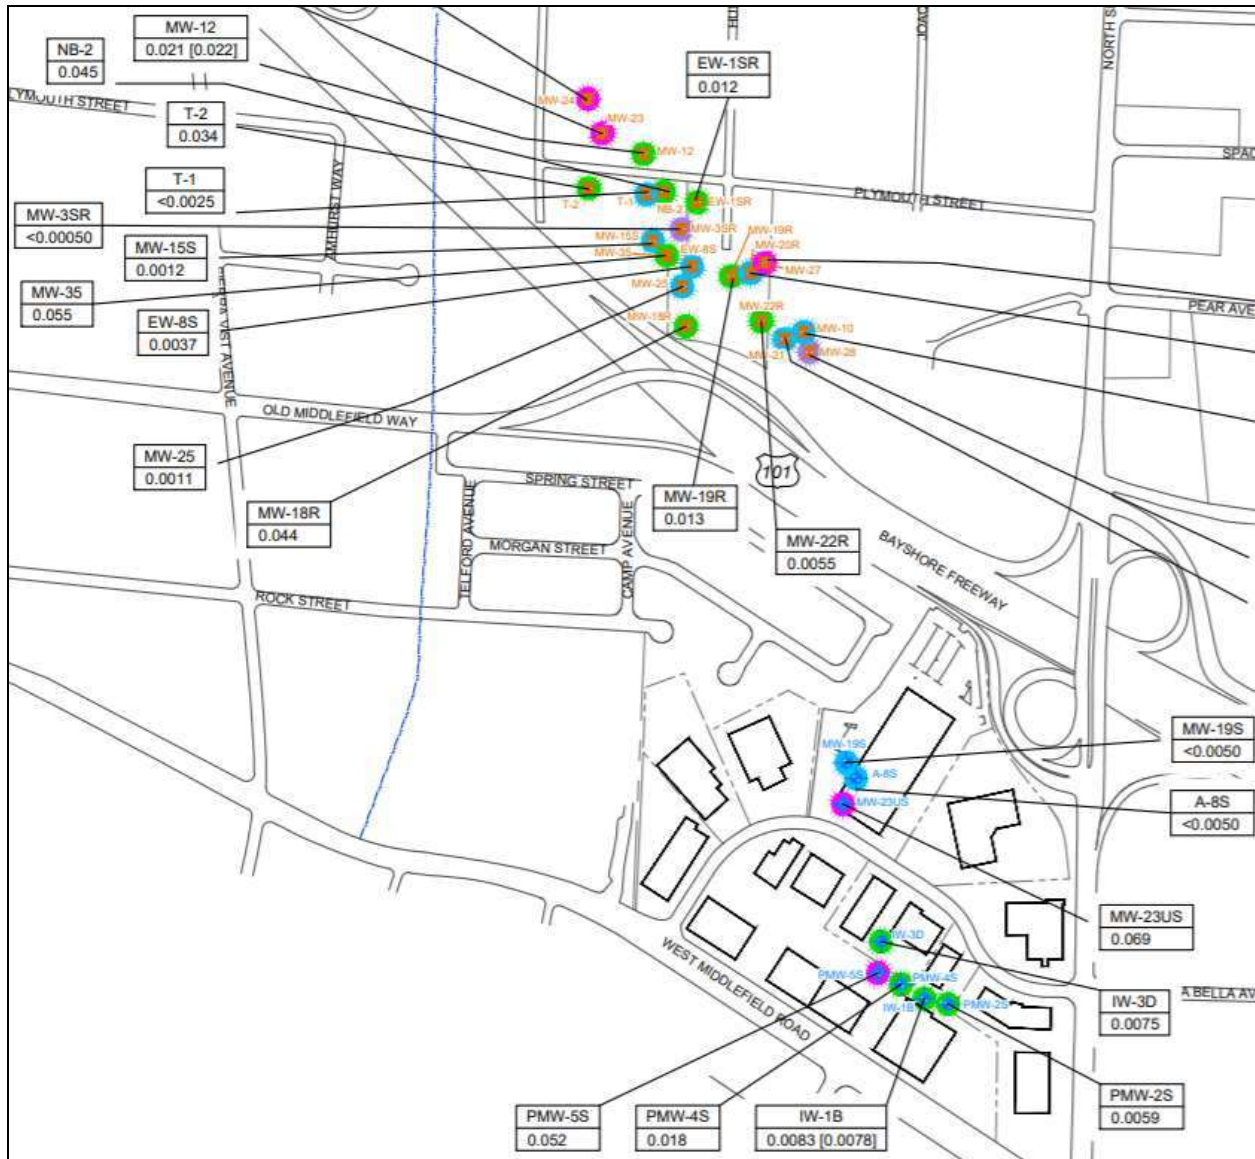 MW-12
0.021 [0.022]
NB-2
0.045
T-2
0.034
T-1
<0.0025
MW-3SR
<0.00050
MW-15S
0.0012
MW-35
0.055
EW-8S
0.0037
MW-25
0.0011
MW-18R
0.044
EW-1SR
0.012
MW-19R
0.013
MW-22R
0.0055
MW-19S
<0.0050
A-8S
<0.0050
MW-23US
0.069
IW-3D
0.0075
PMW-2S
0.0059
IW-1B
0.0083 [0.0078]
PMW-4S
0.018
PMW-5S
0.052
MW-24
MW-23
MW-12
T-2
T-1
NB-2
EW-1SR
MW-3SR
MW-15S
MW-35
EW-8S
MW-19R
MW-20R
MW-27
MW-25
MW-18R
MW-22R
MW-10
MW-21
MW-28
MW-19S
A-8S
MW-23US
IW-3D
PMW-5S
PMW-4S
IW-1B
PMW-2S
LYMOUTH STREET
AMHURST WAY
PLYMOUTH STREET
JOAQ
NORTH S
SPAC
PEAR AVE
VIST AVENUE
OLD MIDDLEFIELD WAY
SPRING STREET
MORGAN STREET
TELFORD AVENUE
CAMP AVENUE
ROCK STREET
101
BAYSHORE FREEWAY
WEST MIDDLEFIELD ROAD
A BELLA AV